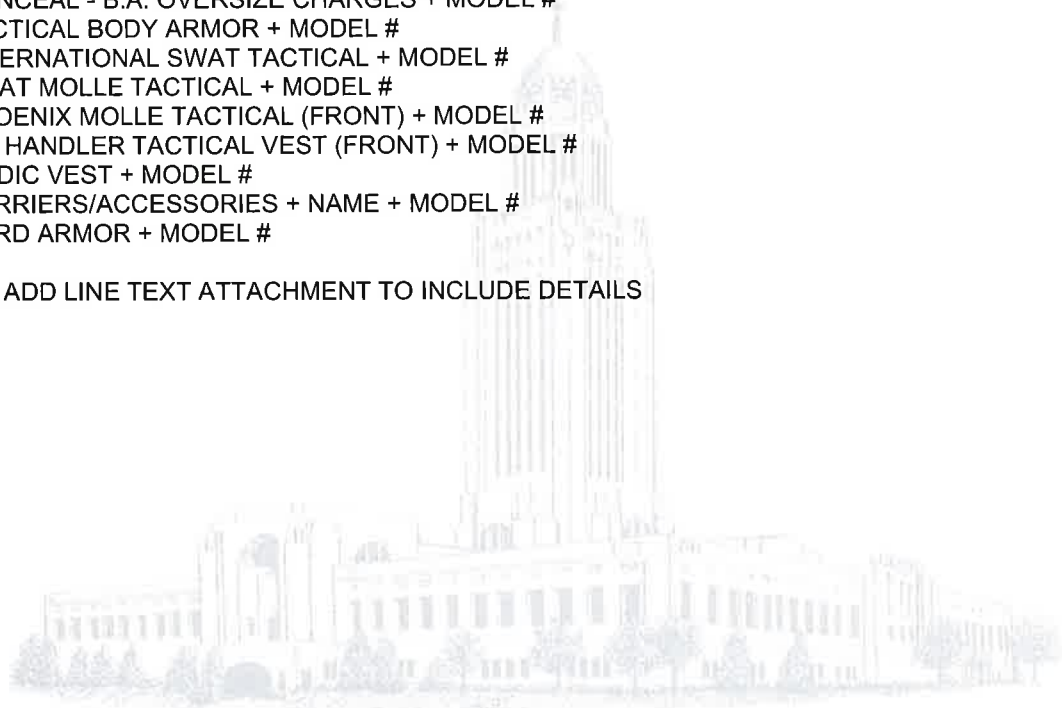 NCEAL - B.A. OVERSIZE CHARGES + MODEL #
CTICAL BODY ARMOR + MODEL #
ERNATIONAL SWAT TACTICAL + MODEL #
AT MOLLE TACTICAL + MODEL #
OENIX MOLLE TACTICAL (FRONT) + MODEL #
HANDLER TACTICAL VEST (FRONT) + MODEL #
DIC VEST + MODEL #
RRIERS/ACCESSORIES + NAME + MODEL #
RD ARMOR + MODEL #
ADD LINE TEXT ATTACHMENT TO INCLUDE DETAILS